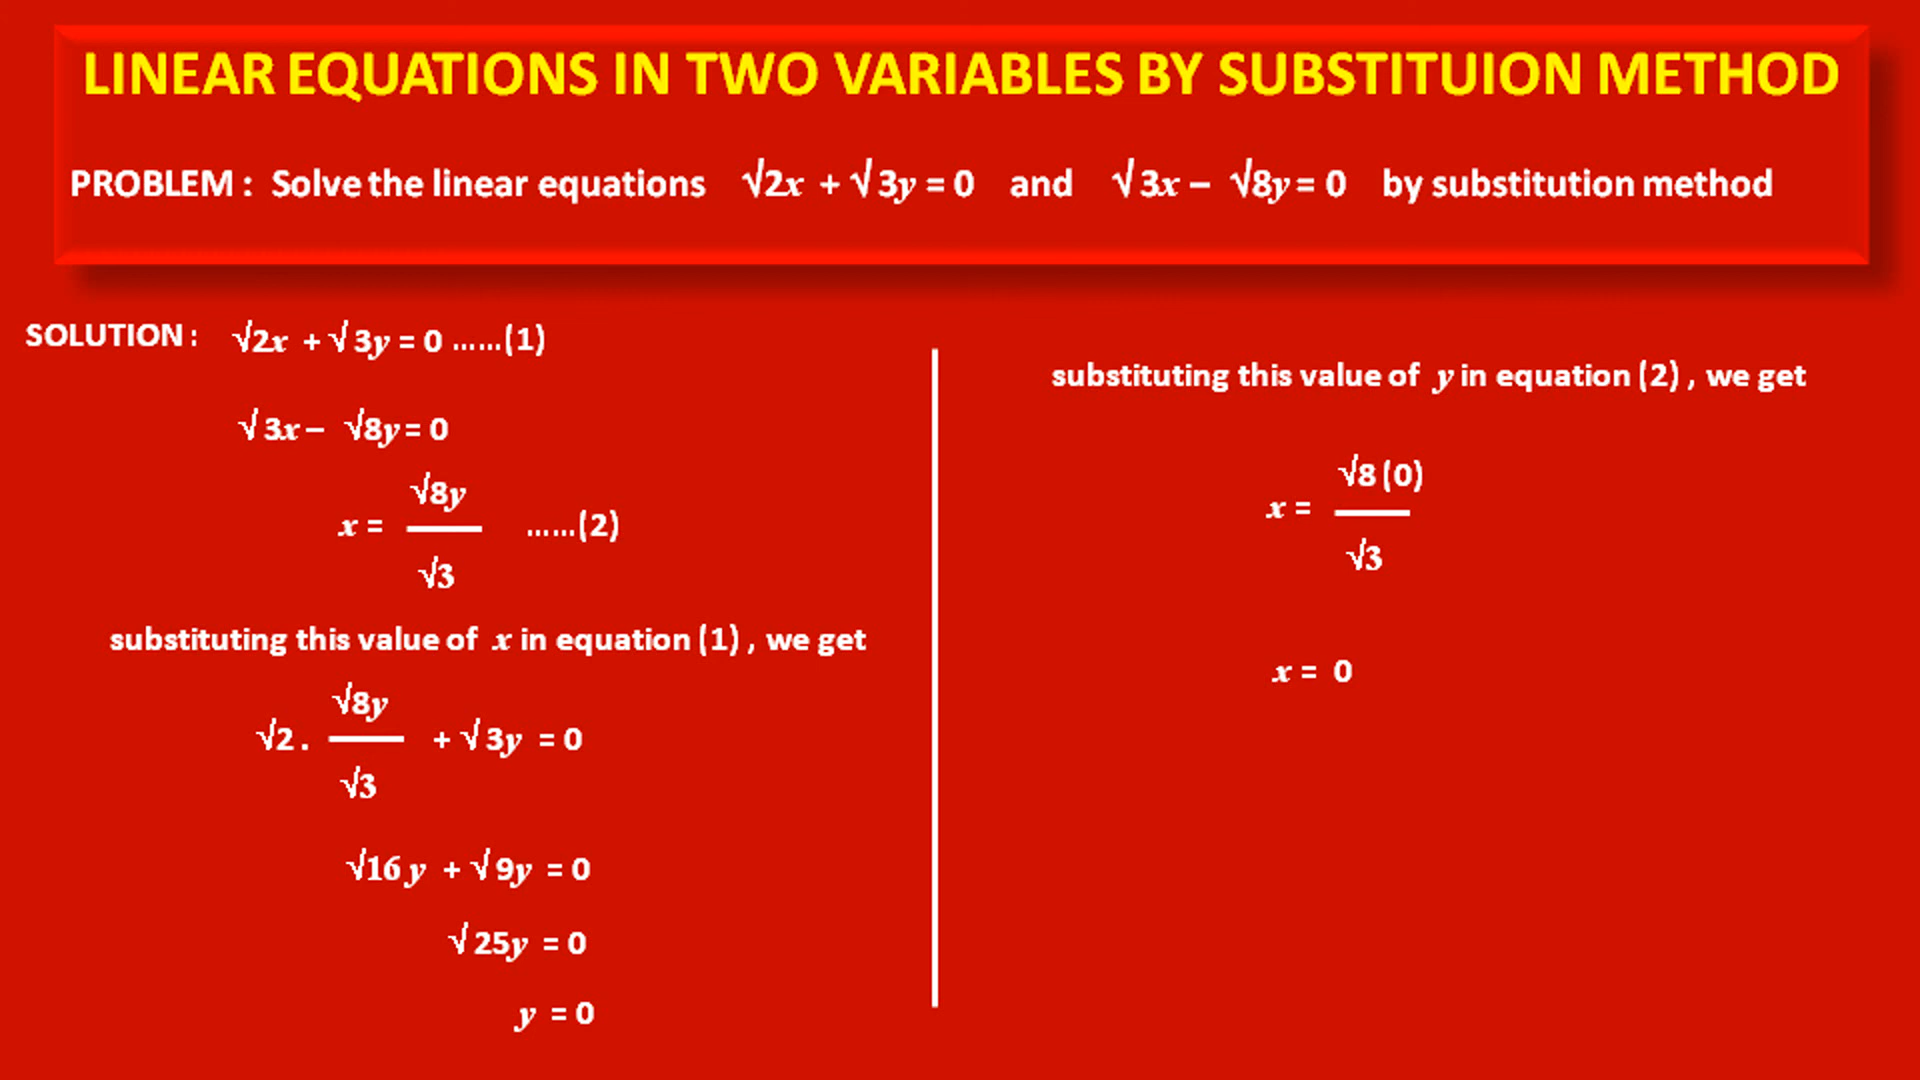 LINEAR EQUATIONS IN TWO VARIABLES BY SUBSTITUION METHOD
PROBLEM : Solve the linear equations √2x + √3y = 0 and √3x – √8y = 0 by substitution method
SOLUTION : √2x + √3y = 0 ......(1)
√3x – √8y = 0
√8y
x = ——— ......(2)
√3
substituting this value of x in equation (1) , we get
√8y
√2 . ——— + √3y = 0
√3
√16 y + √9y = 0
√25y = 0
y = 0
substituting this value of y in equation (2) , we get
√8 (0)
x = ———
√3
x = 0